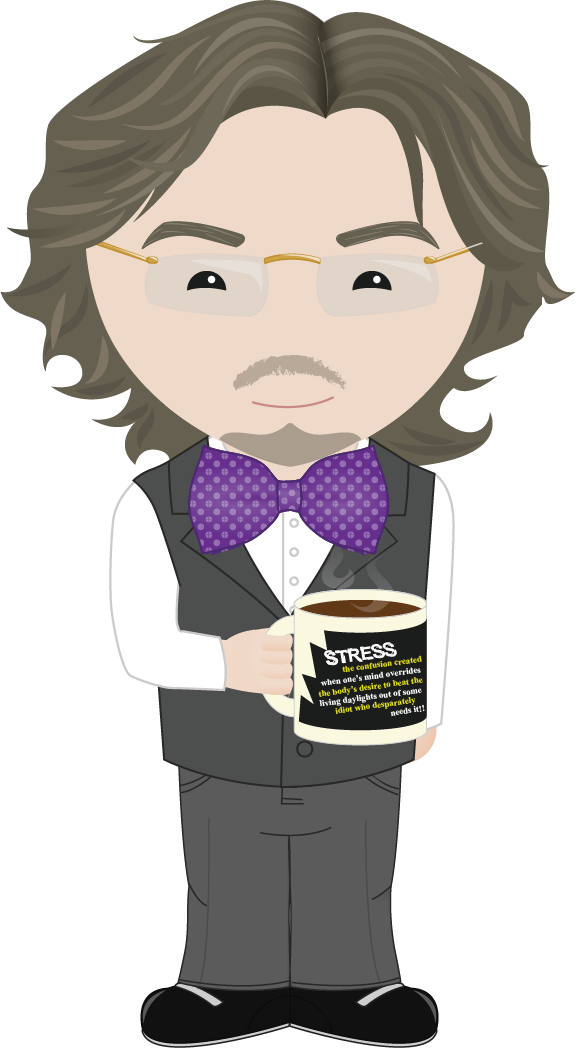 STRESS
the confusion created
when one's mind overrides
the body's desire to beat the
living daylights out of some
idiot who desparately
needs it!!